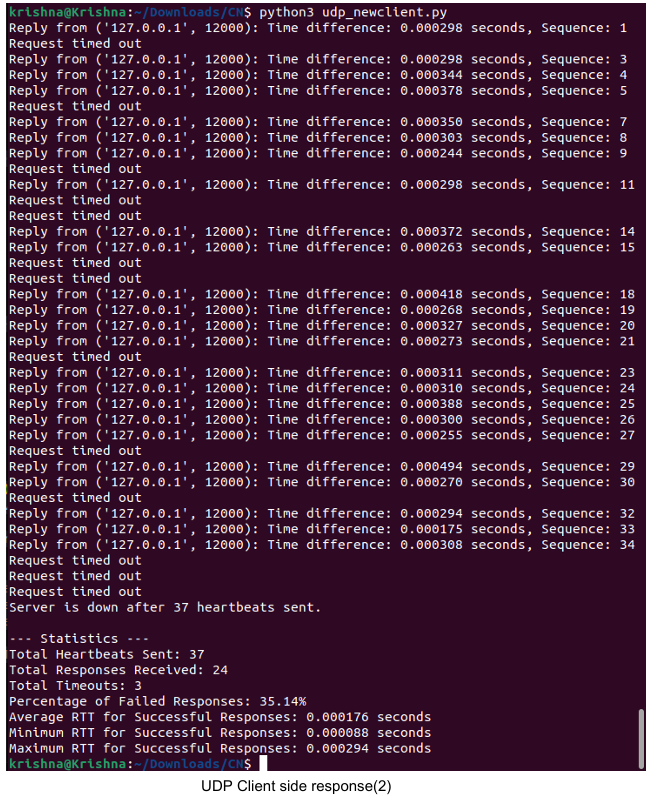 krishna@Krishna:~/Downloads/CN$ python3 udp_newclient.py
Reply from ('127.0.0.1', 12000): Time difference: 0.000298 seconds, Sequence: 1
Request timed out
Reply from ('127.0.0.1', 12000): Time difference: 0.000298 seconds, Sequence: 3
Reply from ('127.0.0.1', 12000): Time difference: 0.000344 seconds, Sequence: 4
Reply from ('127.0.0.1', 12000): Time difference: 0.000378 seconds, Sequence: 5
Request timed out
Reply from ('127.0.0.1', 12000): Time difference: 0.000350 seconds, Sequence: 7
Reply from ('127.0.0.1', 12000): Time difference: 0.000303 seconds, Sequence: 8
Reply from ('127.0.0.1', 12000): Time difference: 0.000244 seconds, Sequence: 9
Request timed out
Reply from ('127.0.0.1', 12000): Time difference: 0.000298 seconds, Sequence: 11
Request timed out
Request timed out
Reply from ('127.0.0.1', 12000): Time difference: 0.000372 seconds, Sequence: 14
Reply from ('127.0.0.1', 12000): Time difference: 0.000263 seconds, Sequence: 15
Request timed out
Request timed out
Reply from ('127.0.0.1', 12000): Time difference: 0.000418 seconds, Sequence: 18
Reply from ('127.0.0.1', 12000): Time difference: 0.000268 seconds, Sequence: 19
Reply from ('127.0.0.1', 12000): Time difference: 0.000327 seconds, Sequence: 20
Reply from ('127.0.0.1', 12000): Time difference: 0.000273 seconds, Sequence: 21
Request timed out
Reply from ('127.0.0.1', 12000): Time difference: 0.000311 seconds, Sequence: 23
Reply from ('127.0.0.1', 12000): Time difference: 0.000310 seconds, Sequence: 24
Reply from ('127.0.0.1', 12000): Time difference: 0.000388 seconds, Sequence: 25
Reply from ('127.0.0.1', 12000): Time difference: 0.000300 seconds, Sequence: 26
Reply from ('127.0.0.1', 12000): Time difference: 0.000255 seconds, Sequence: 27
Request timed out
Reply from ('127.0.0.1', 12000): Time difference: 0.000494 seconds, Sequence: 29
Reply from ('127.0.0.1', 12000): Time difference: 0.000270 seconds, Sequence: 30
Request timed out
Reply from ('127.0.0.1', 12000): Time difference: 0.000294 seconds, Sequence: 32
Reply from ('127.0.0.1', 12000): Time difference: 0.000175 seconds, Sequence: 33
Reply from ('127.0.0.1', 12000): Time difference: 0.000308 seconds, Sequence: 34
Request timed out
Request timed out
Request timed out
Server is down after 37 heartbeats sent.
--- Statistics ---
Total Heartbeats Sent: 37
Total Responses Received: 24
Total Timeouts: 3
Percentage of Failed Responses: 35.14%
Average RTT for Successful Responses: 0.000176 seconds
Minimum RTT for Successful Responses: 0.000088 seconds
Maximum RTT for Successful Responses: 0.000294 seconds
krishna@Krishna:~/Downloads/CN$
UDP Client side response(2)